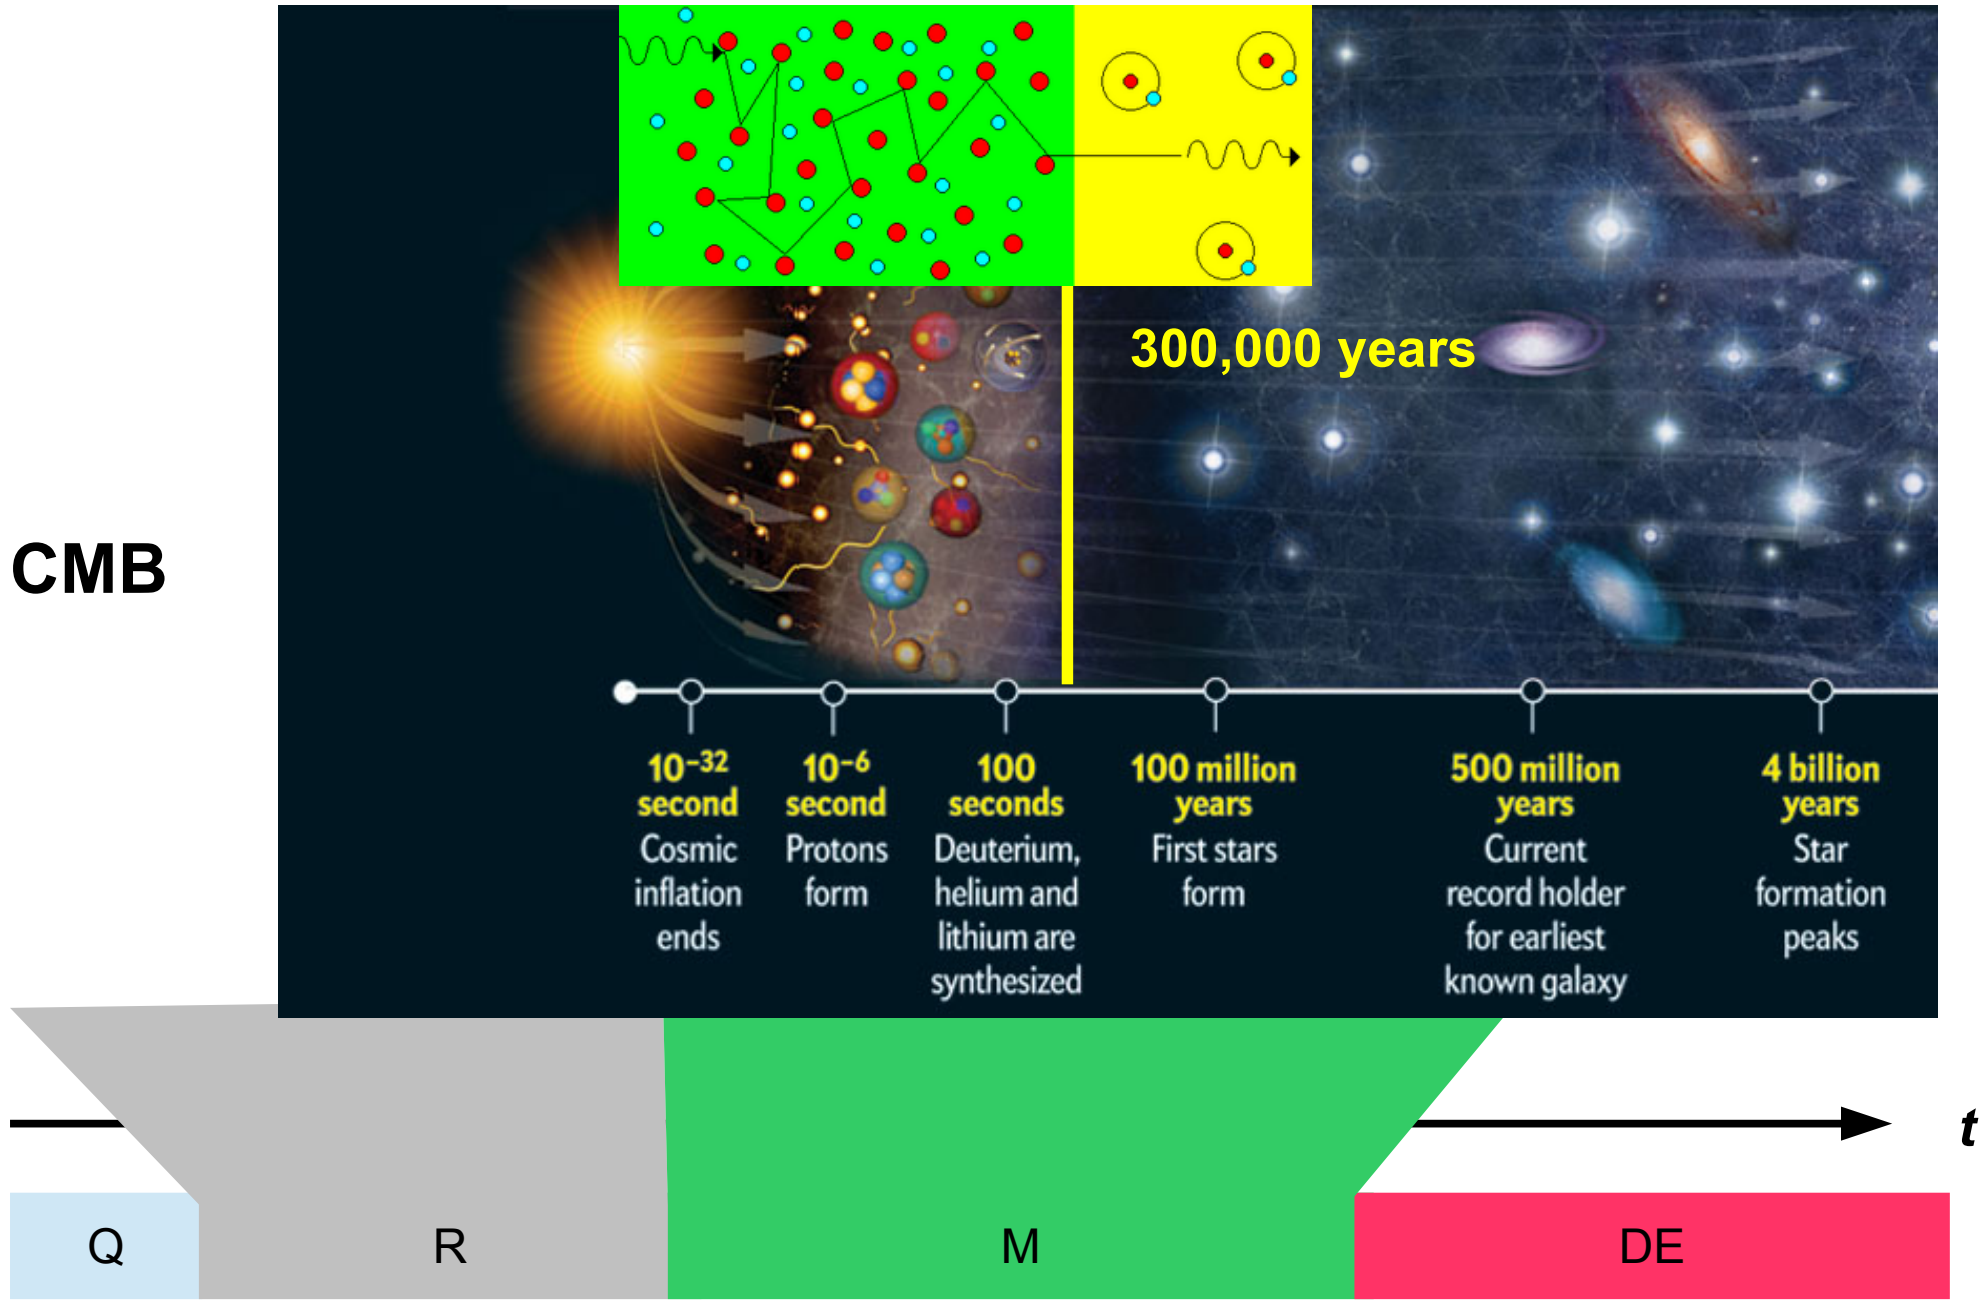 300,000 years
CMB
10⁻³² second
Cosmic inflation ends
10⁻⁶ second
Protons form
100 seconds
Deuterium, helium and lithium are synthesized
100 million years
First stars form
500 million years
Current record holder for earliest known galaxy
4 billion years
Star formation peaks
t
Q
R
M
DE